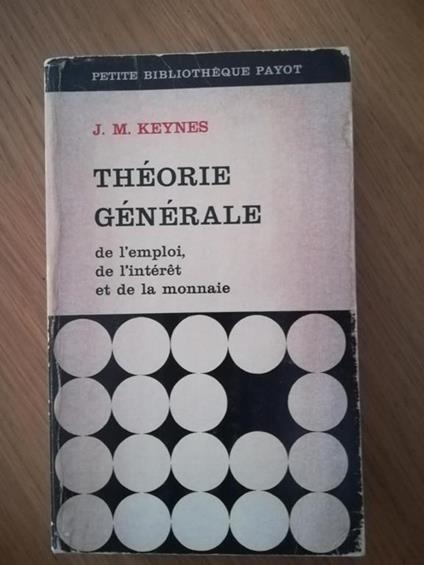 PETITE BIBLIOTHÈQUE PAYOT
J. M. KEYNES
THÉORIE
GÉNÉRALE
de l'emploi,
de l'intérêt
et de la monnaie